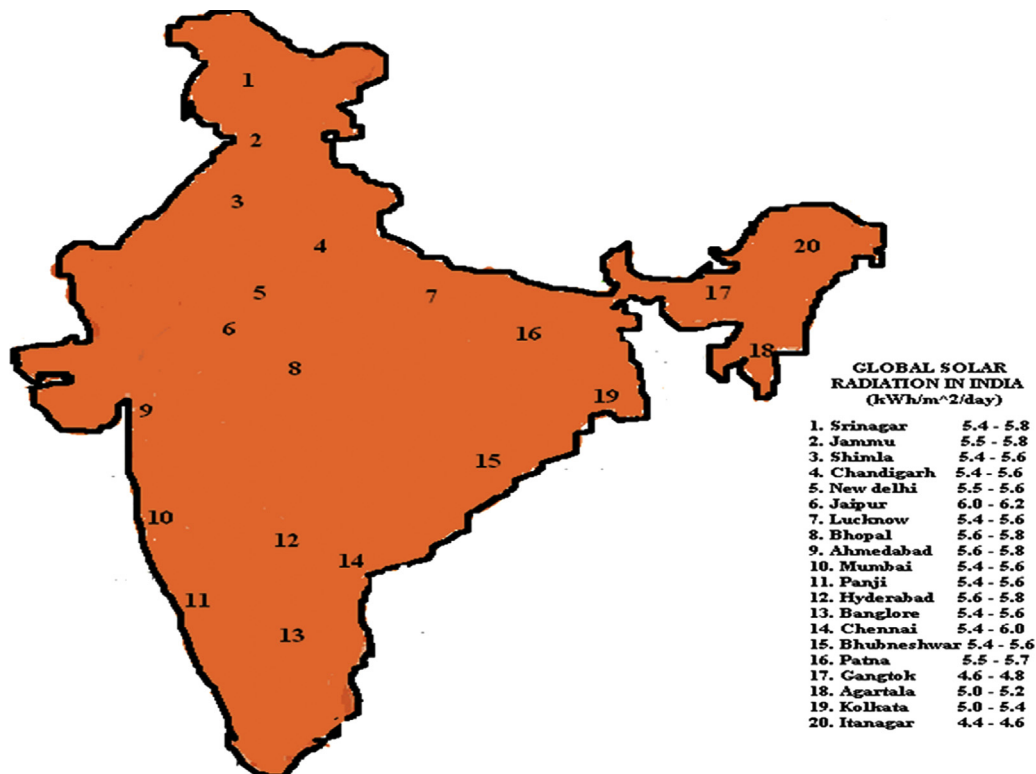 1
2
3
4
20
5
7
17
6
16
18
8
19
9
15
10
12
14
11
13
GLOBAL SOLAR
RADIATION IN INDIA
(kWh/m^2/day)
1. Srinagar 5.4 - 5.8
2. Jammu 5.5 - 5.8
3. Shimla 5.4 - 5.6
4. Chandigarh 5.4 - 5.6
5. New delhi 5.5 - 5.6
6. Jaipur 6.0 - 6.2
7. Lucknow 5.4 - 5.6
8. Bhopal 5.6 - 5.8
9. Ahmedabad 5.6 - 5.8
10. Mumbai 5.4 - 5.6
11. Panji 5.4 - 5.6
12. Hyderabad 5.6 - 5.8
13. Banglore 5.4 - 5.6
14. Chennai 5.4 - 6.0
15. Bhubneshwar 5.4 - 5.6
16. Patna 5.5 - 5.7
17. Gangtok 4.6 - 4.8
18. Agartala 5.0 - 5.2
19. Kolkata 5.0 - 5.4
20. Itanagar 4.4 - 4.6